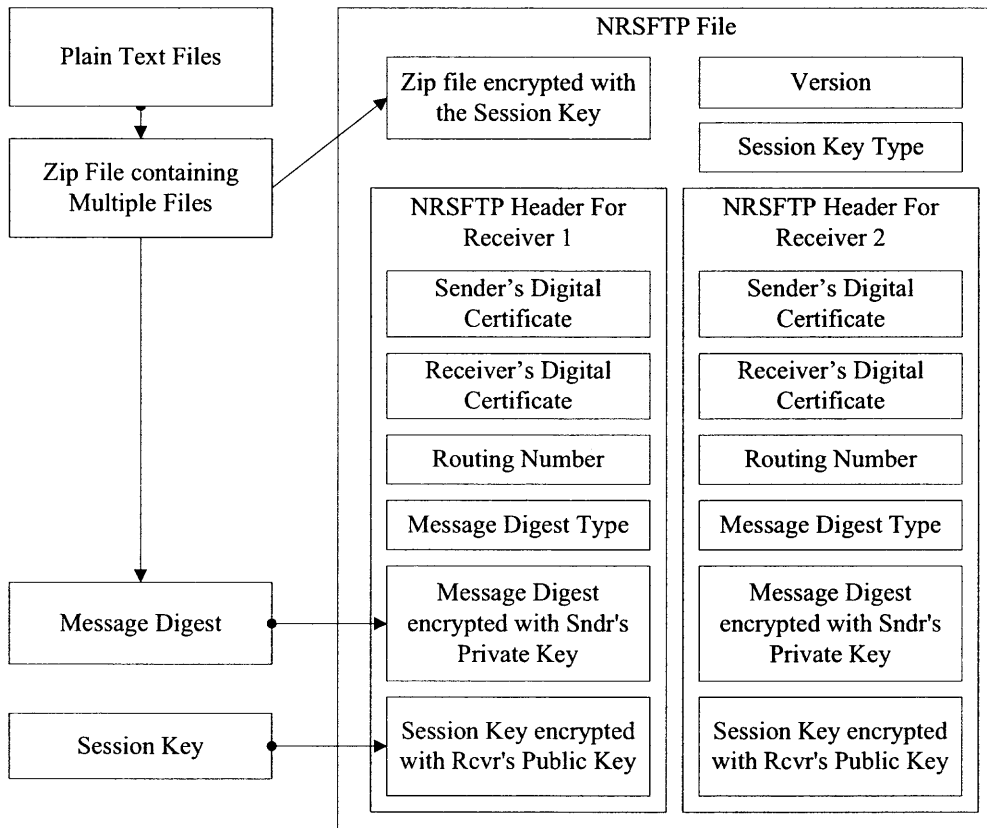 Plain Text Files
Zip File containing
Multiple Files
Message Digest
Session Key
NRSFTP File
Zip file encrypted with
the Session Key
Version
Session Key Type
NRSFTP Header For
Receiver 1
Sender's Digital
Certificate
Receiver's Digital
Certificate
Routing Number
Message Digest Type
Message Digest
encrypted with Sndr's
Private Key
Session Key encrypted
with Rcvr's Public Key
NRSFTP Header For
Receiver 2
Sender's Digital
Certificate
Receiver's Digital
Certificate
Routing Number
Message Digest Type
Message Digest
encrypted with Sndr's
Private Key
Session Key encrypted
with Rcvr's Public Key